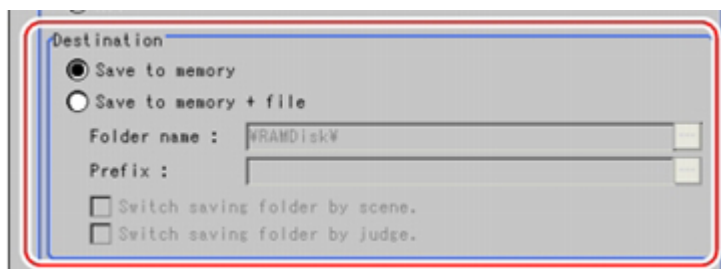 Destination
Save to memory
Save to memory + file
Folder name : ¥RAMDisk¥ ...
Prefix : ...
Switch saving folder by scene.
Switch saving folder by judge.